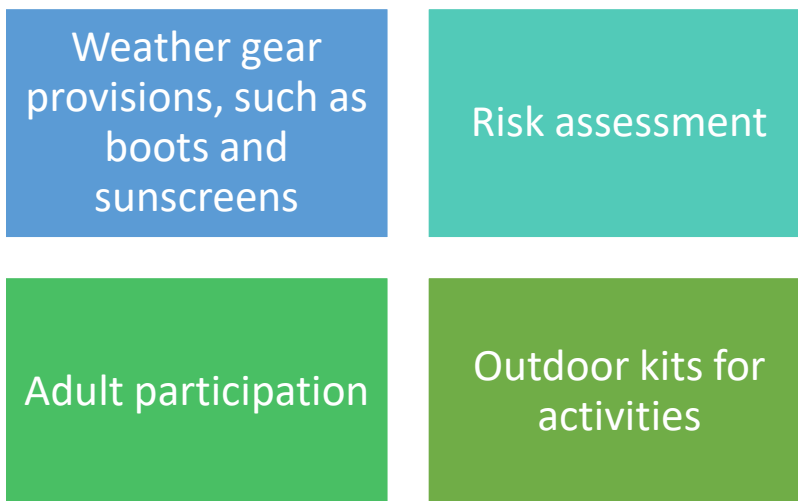 Weather gear
provisions, such as
boots and
sunscreens
Risk assessment
Adult participation
Outdoor kits for
activities